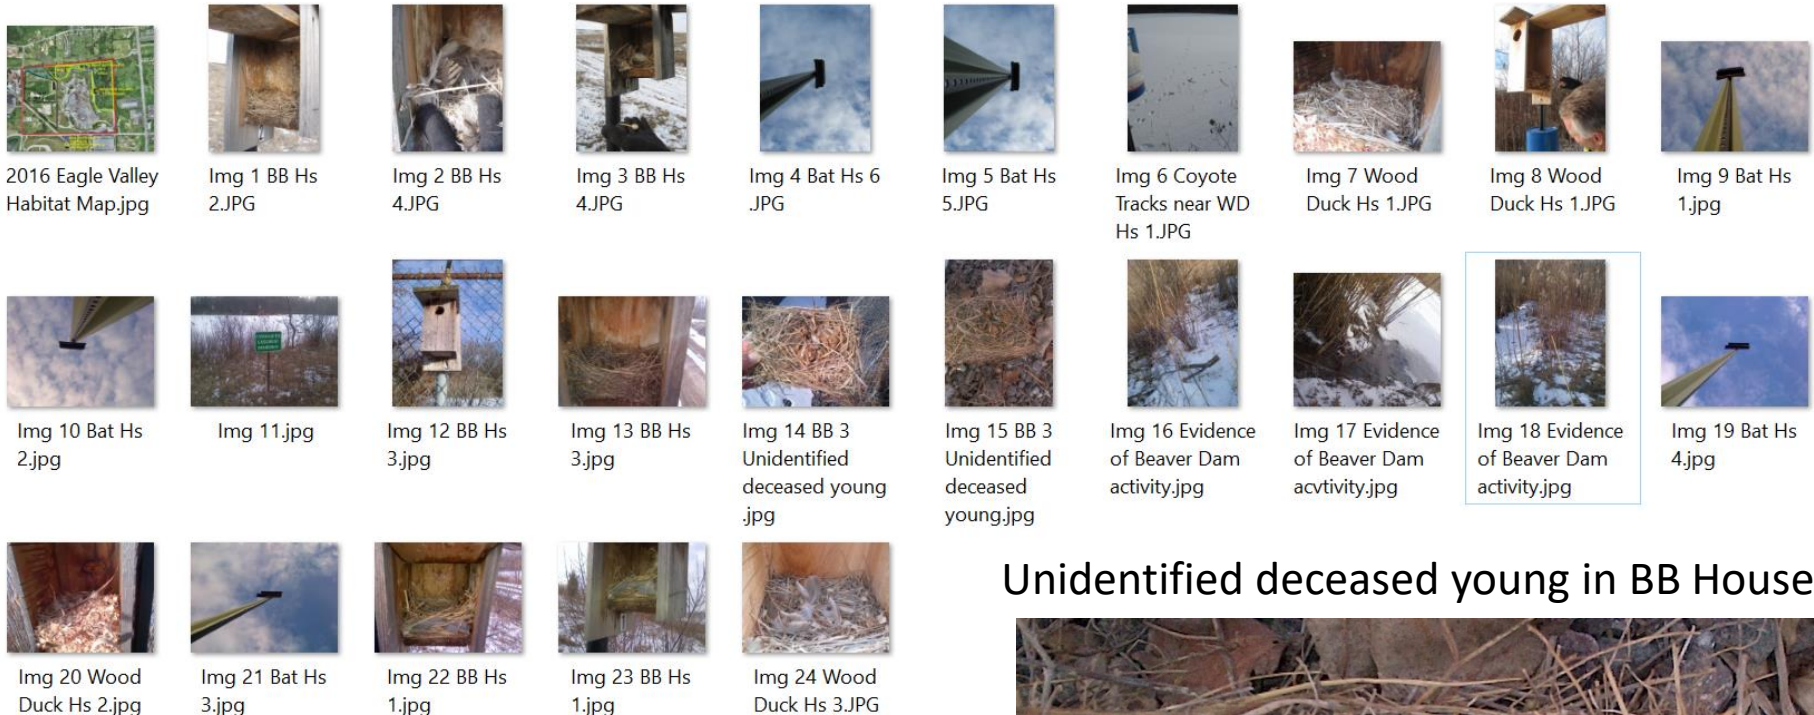 2016 Eagle Valley
Habitat Map.jpg
Img 1 BB Hs
2.JPG
Img 2 BB Hs
4.JPG
Img 3 BB Hs
4.JPG
Img 4 Bat Hs 6
.JPG
Img 5 Bat Hs
5.JPG
Img 6 Coyote
Tracks near WD
Hs 1.JPG
Img 7 Wood
Duck Hs 1.JPG
Img 8 Wood
Duck Hs 1.JPG
Img 9 Bat Hs
1.jpg
Img 10 Bat Hs
2.jpg
Img 11.jpg
Img 12 BB Hs
3.jpg
Img 13 BB Hs
3.jpg
Img 14 BB 3
Unidentified
deceased young
.jpg
Img 15 BB 3
Unidentified
deceased
young.jpg
Img 16 Evidence
of Beaver Dam
activity.jpg
Img 17 Evidence
of Beaver Dam
acvtivity.jpg
Img 18 Evidence
of Beaver Dam
activity.jpg
Img 19 Bat Hs
4.jpg
Img 20 Wood
Duck Hs 2.jpg
Img 21 Bat Hs
3.jpg
Img 22 BB Hs
1.jpg
Img 23 BB Hs
1.jpg
Img 24 Wood
Duck Hs 3.JPG
Unidentified deceased young in BB House